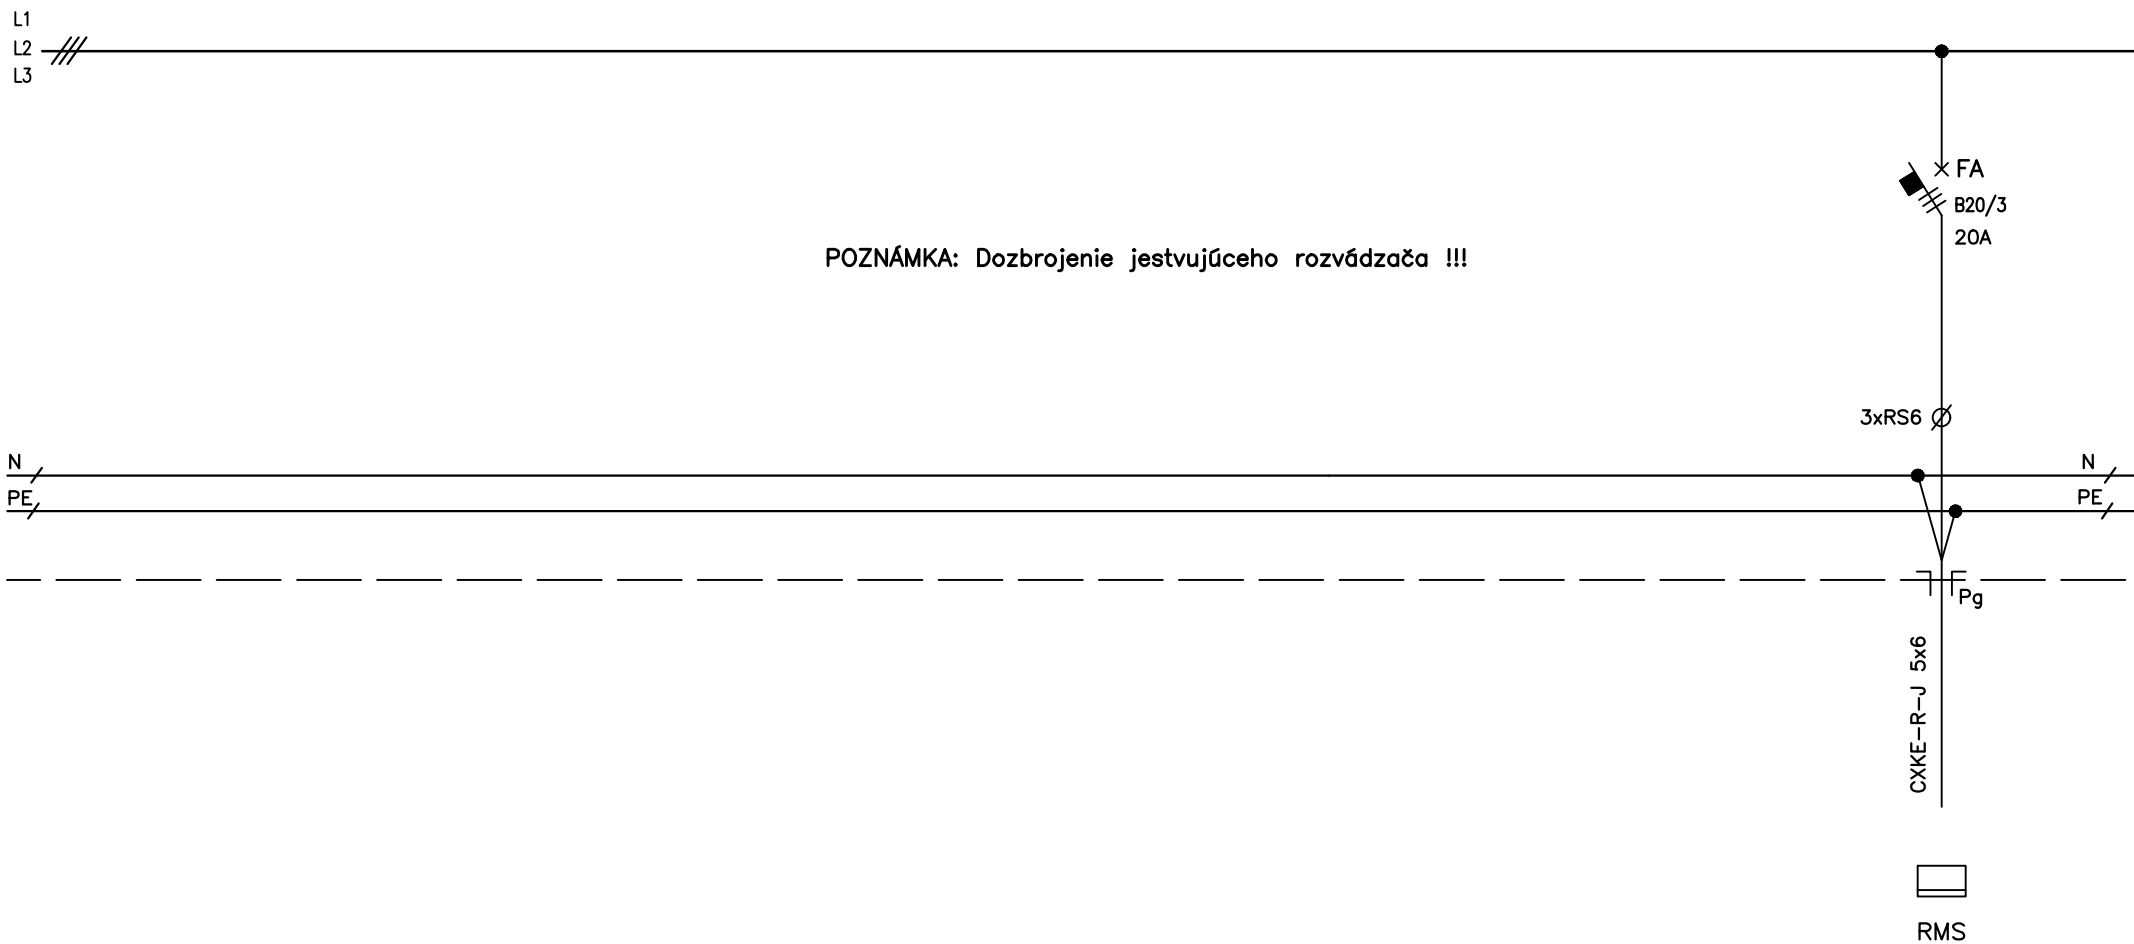 L1
L2
L3
FA
B20/3
20A
POZNÁMKA: Dozbrojenie jestvujúceho rozvádzača !!!
3xRS6
N
N
PE
PE
Pg
CXKE-R-J 5x6
RMS